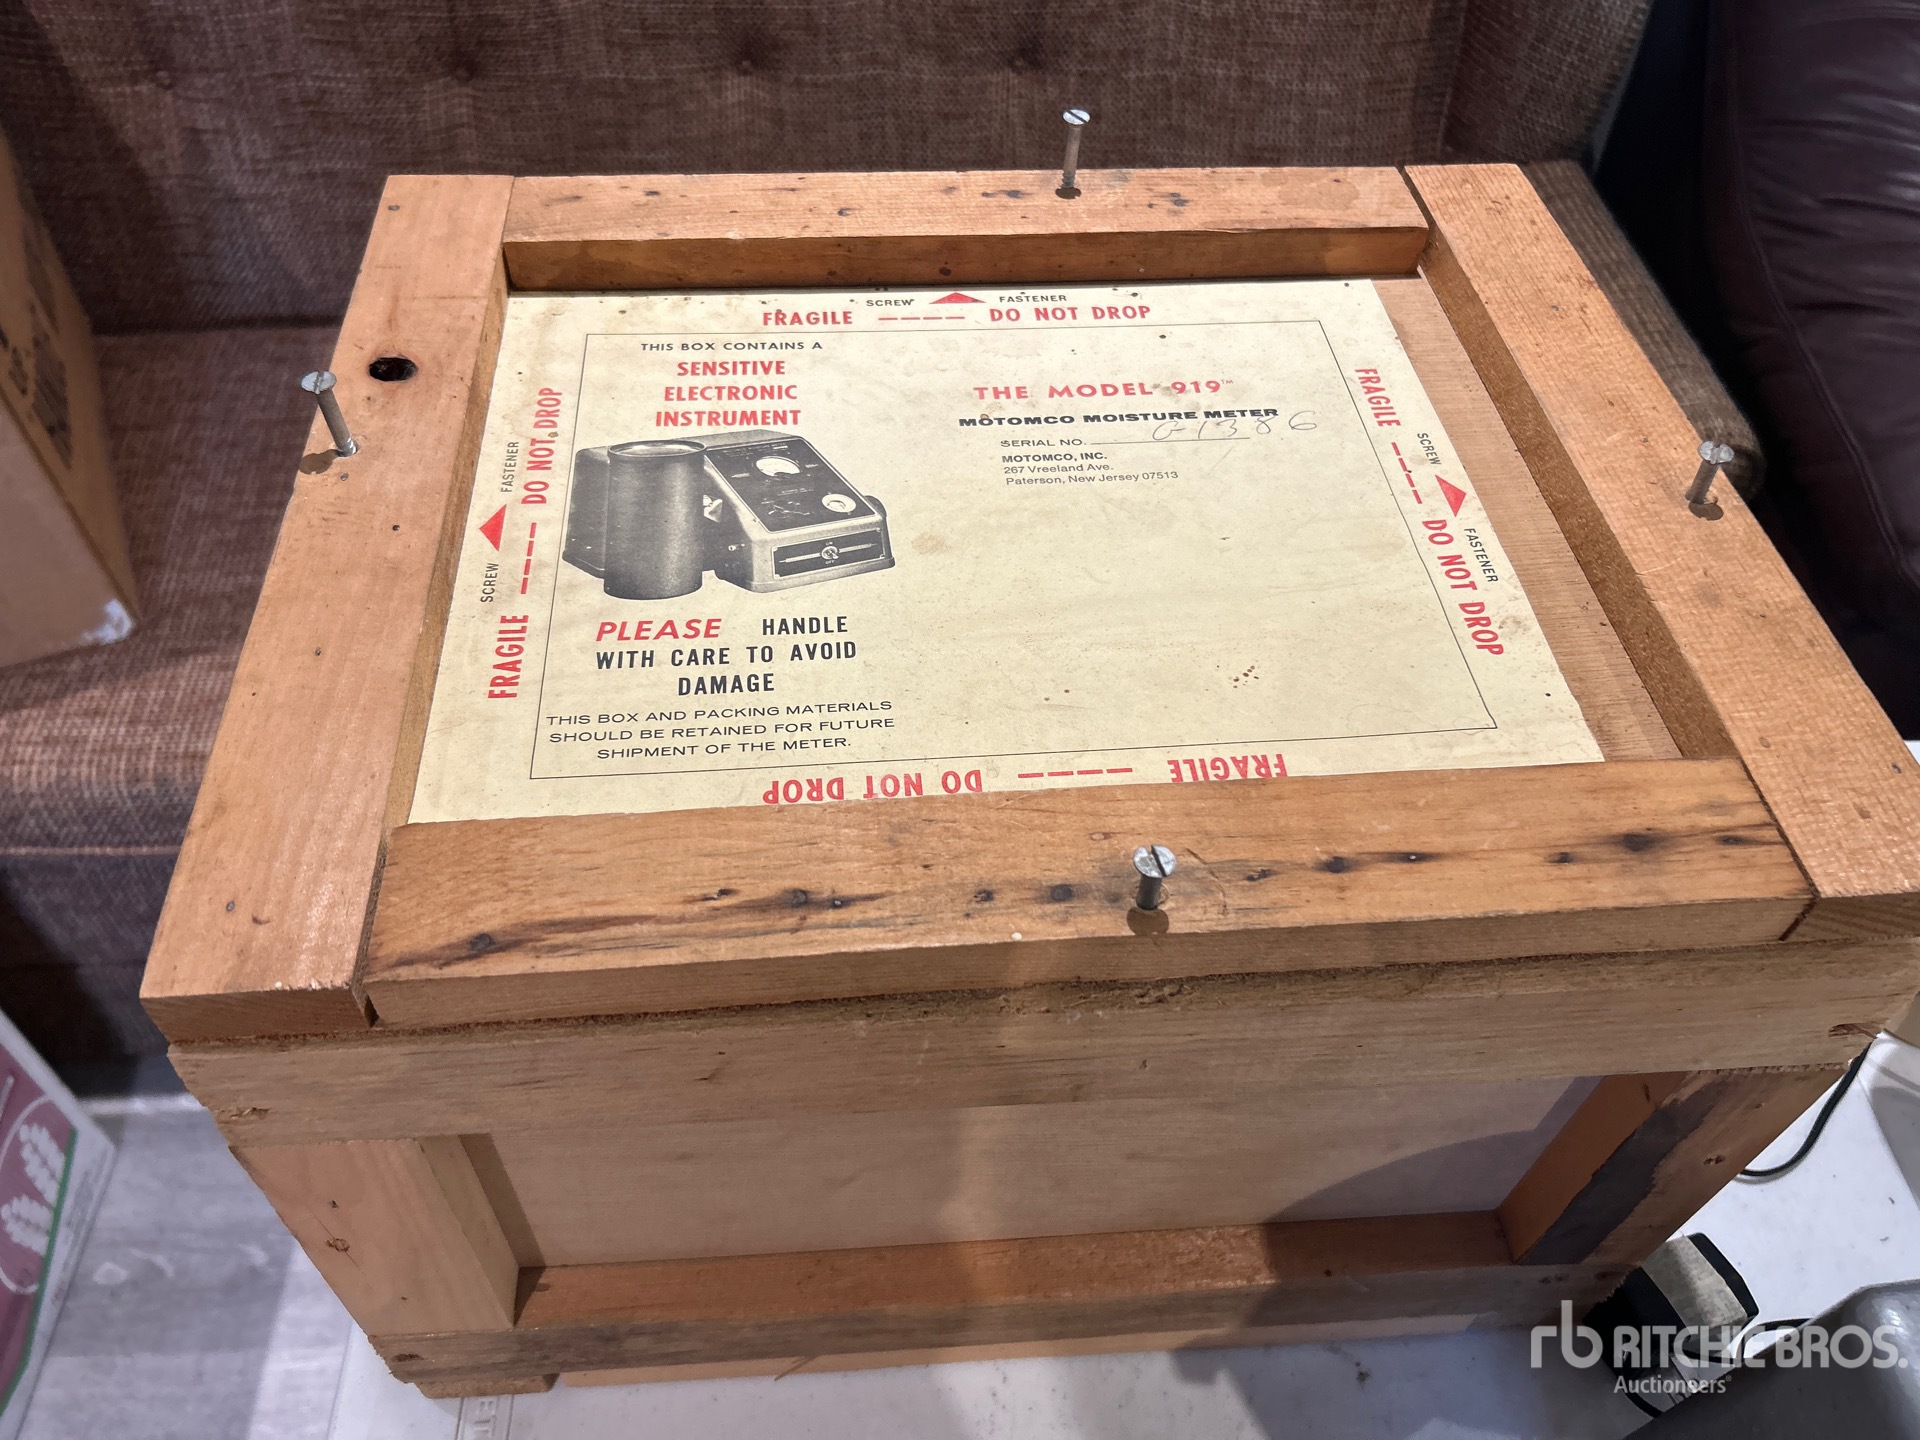 SCREW FASTENER
FRAGILE ---- DO NOT DROP
THIS BOX CONTAINS A
SENSITIVE
ELECTRONIC
INSTRUMENT
PLEASE HANDLE
WITH CARE TO AVOID
DAMAGE
THIS BOX AND PACKING MATERIALS
SHOULD BE RETAINED FOR FUTURE
SHIPMENT OF THE METER.
THE MODEL 919™
MOTOMCO MOISTURE METER
SERIAL NO. G1386
MOTOMCO, INC.
267 Vreeland Ave.
Paterson, New Jersey 07513
SCREW FASTENER
FRAGILE ---- DO NOT DROP
SCREW FASTENER
FRAGILE ---- DO NOT DROP
FRAGILE ---- DO NOT DROP
rb RITCHIE BROS.
Auctioneers